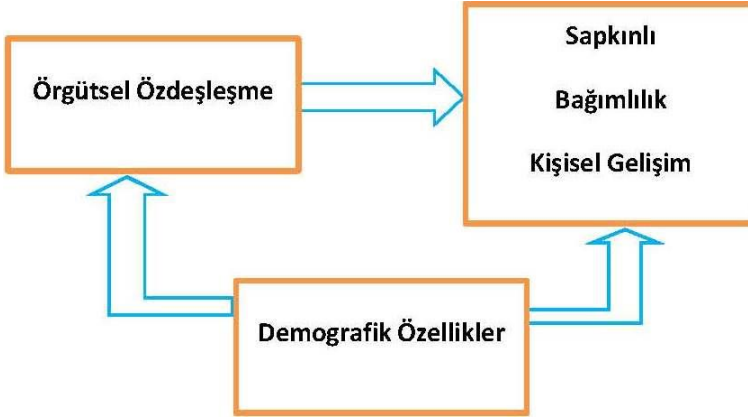 Örgütsel Özdeşleşme
Sapkınlı
Bağımlılık
Kişisel Gelişim
Demografik Özellikler